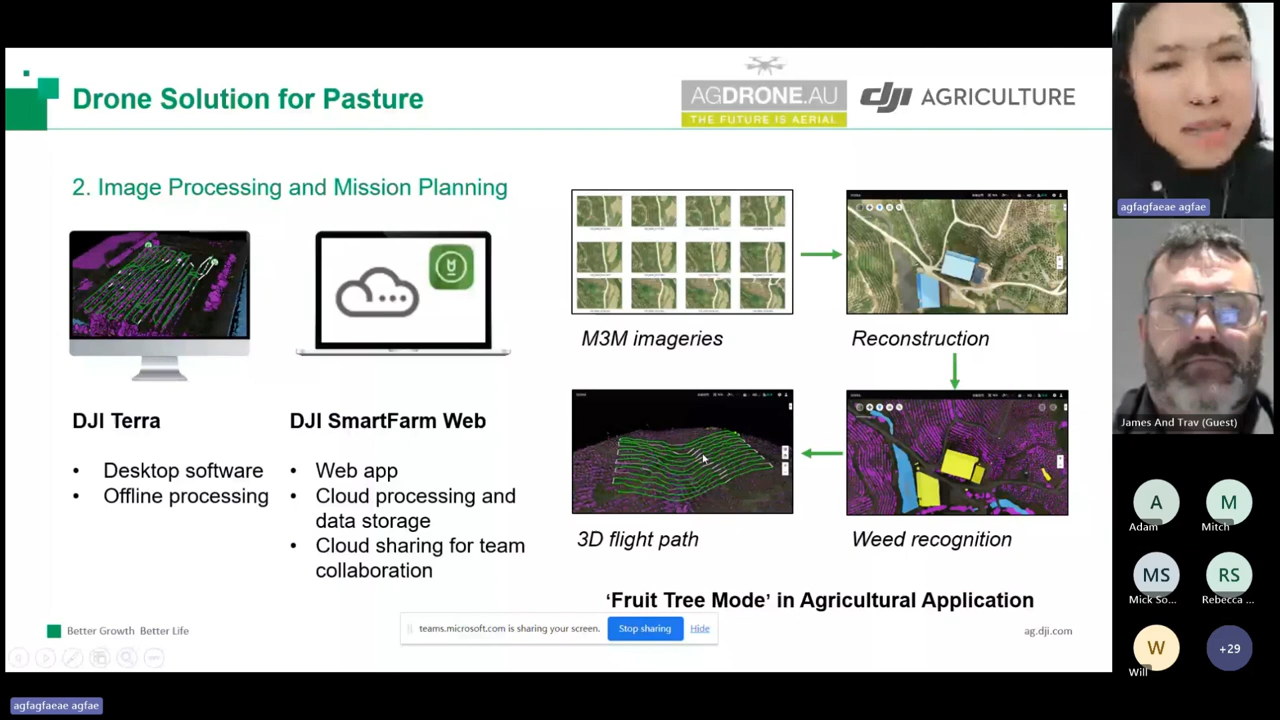 Drone Solution for Pasture
AGDRONE.AU
THE FUTURE IS AERIAL
dji AGRICULTURE
2. Image Processing and Mission Planning
DJI Terra
• Desktop software
• Offline processing
DJI SmartFarm Web
• Web app
• Cloud processing and
data storage
• Cloud sharing for team
collaboration
M3M imageries
Reconstruction
3D flight path
Weed recognition
‘Fruit Tree Mode’ in Agricultural Application
teams.microsoft.com is sharing your screen.
Stop sharing
Hide
Better Growth Better Life
ag.dji.com
agfagfaeae agfae
James And Trav (Guest)
A
Adam
M
Mitch
MS
Mick So...
RS
Rebecca ...
W
Will
+29
agfagfaeae agfae